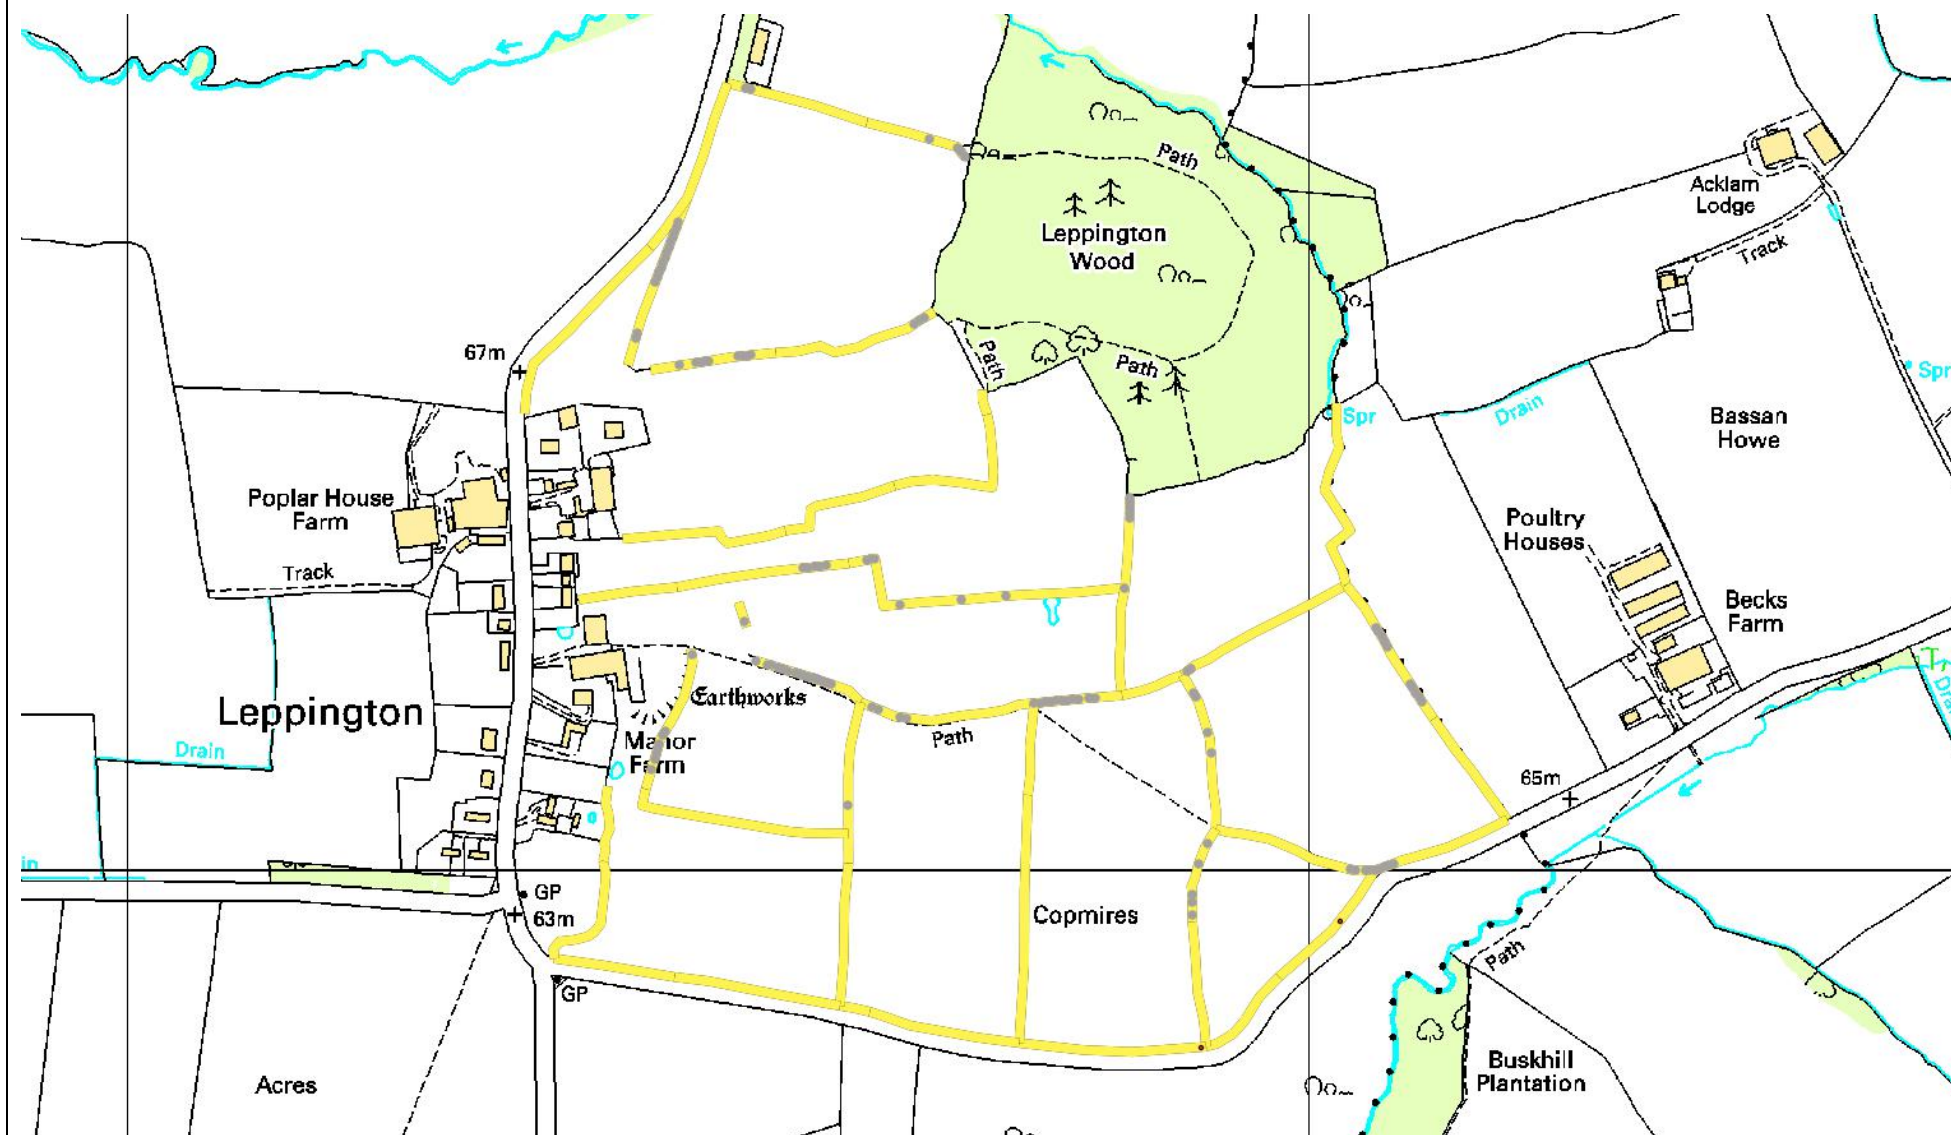 Path
Acklam
Lodge
Leppington
Wood
Track
67m
Path
Path
Spr
Drain
Spr
Bassan
Howe
Poplar House
Farm
Poultry
Houses
Track
Becks
Farm
Earthworks
Leppington
Path
Manor
Farm
Drain
65m
in
GP
63m
Copmires
Path
GP
Acres
Buskhill
Plantation